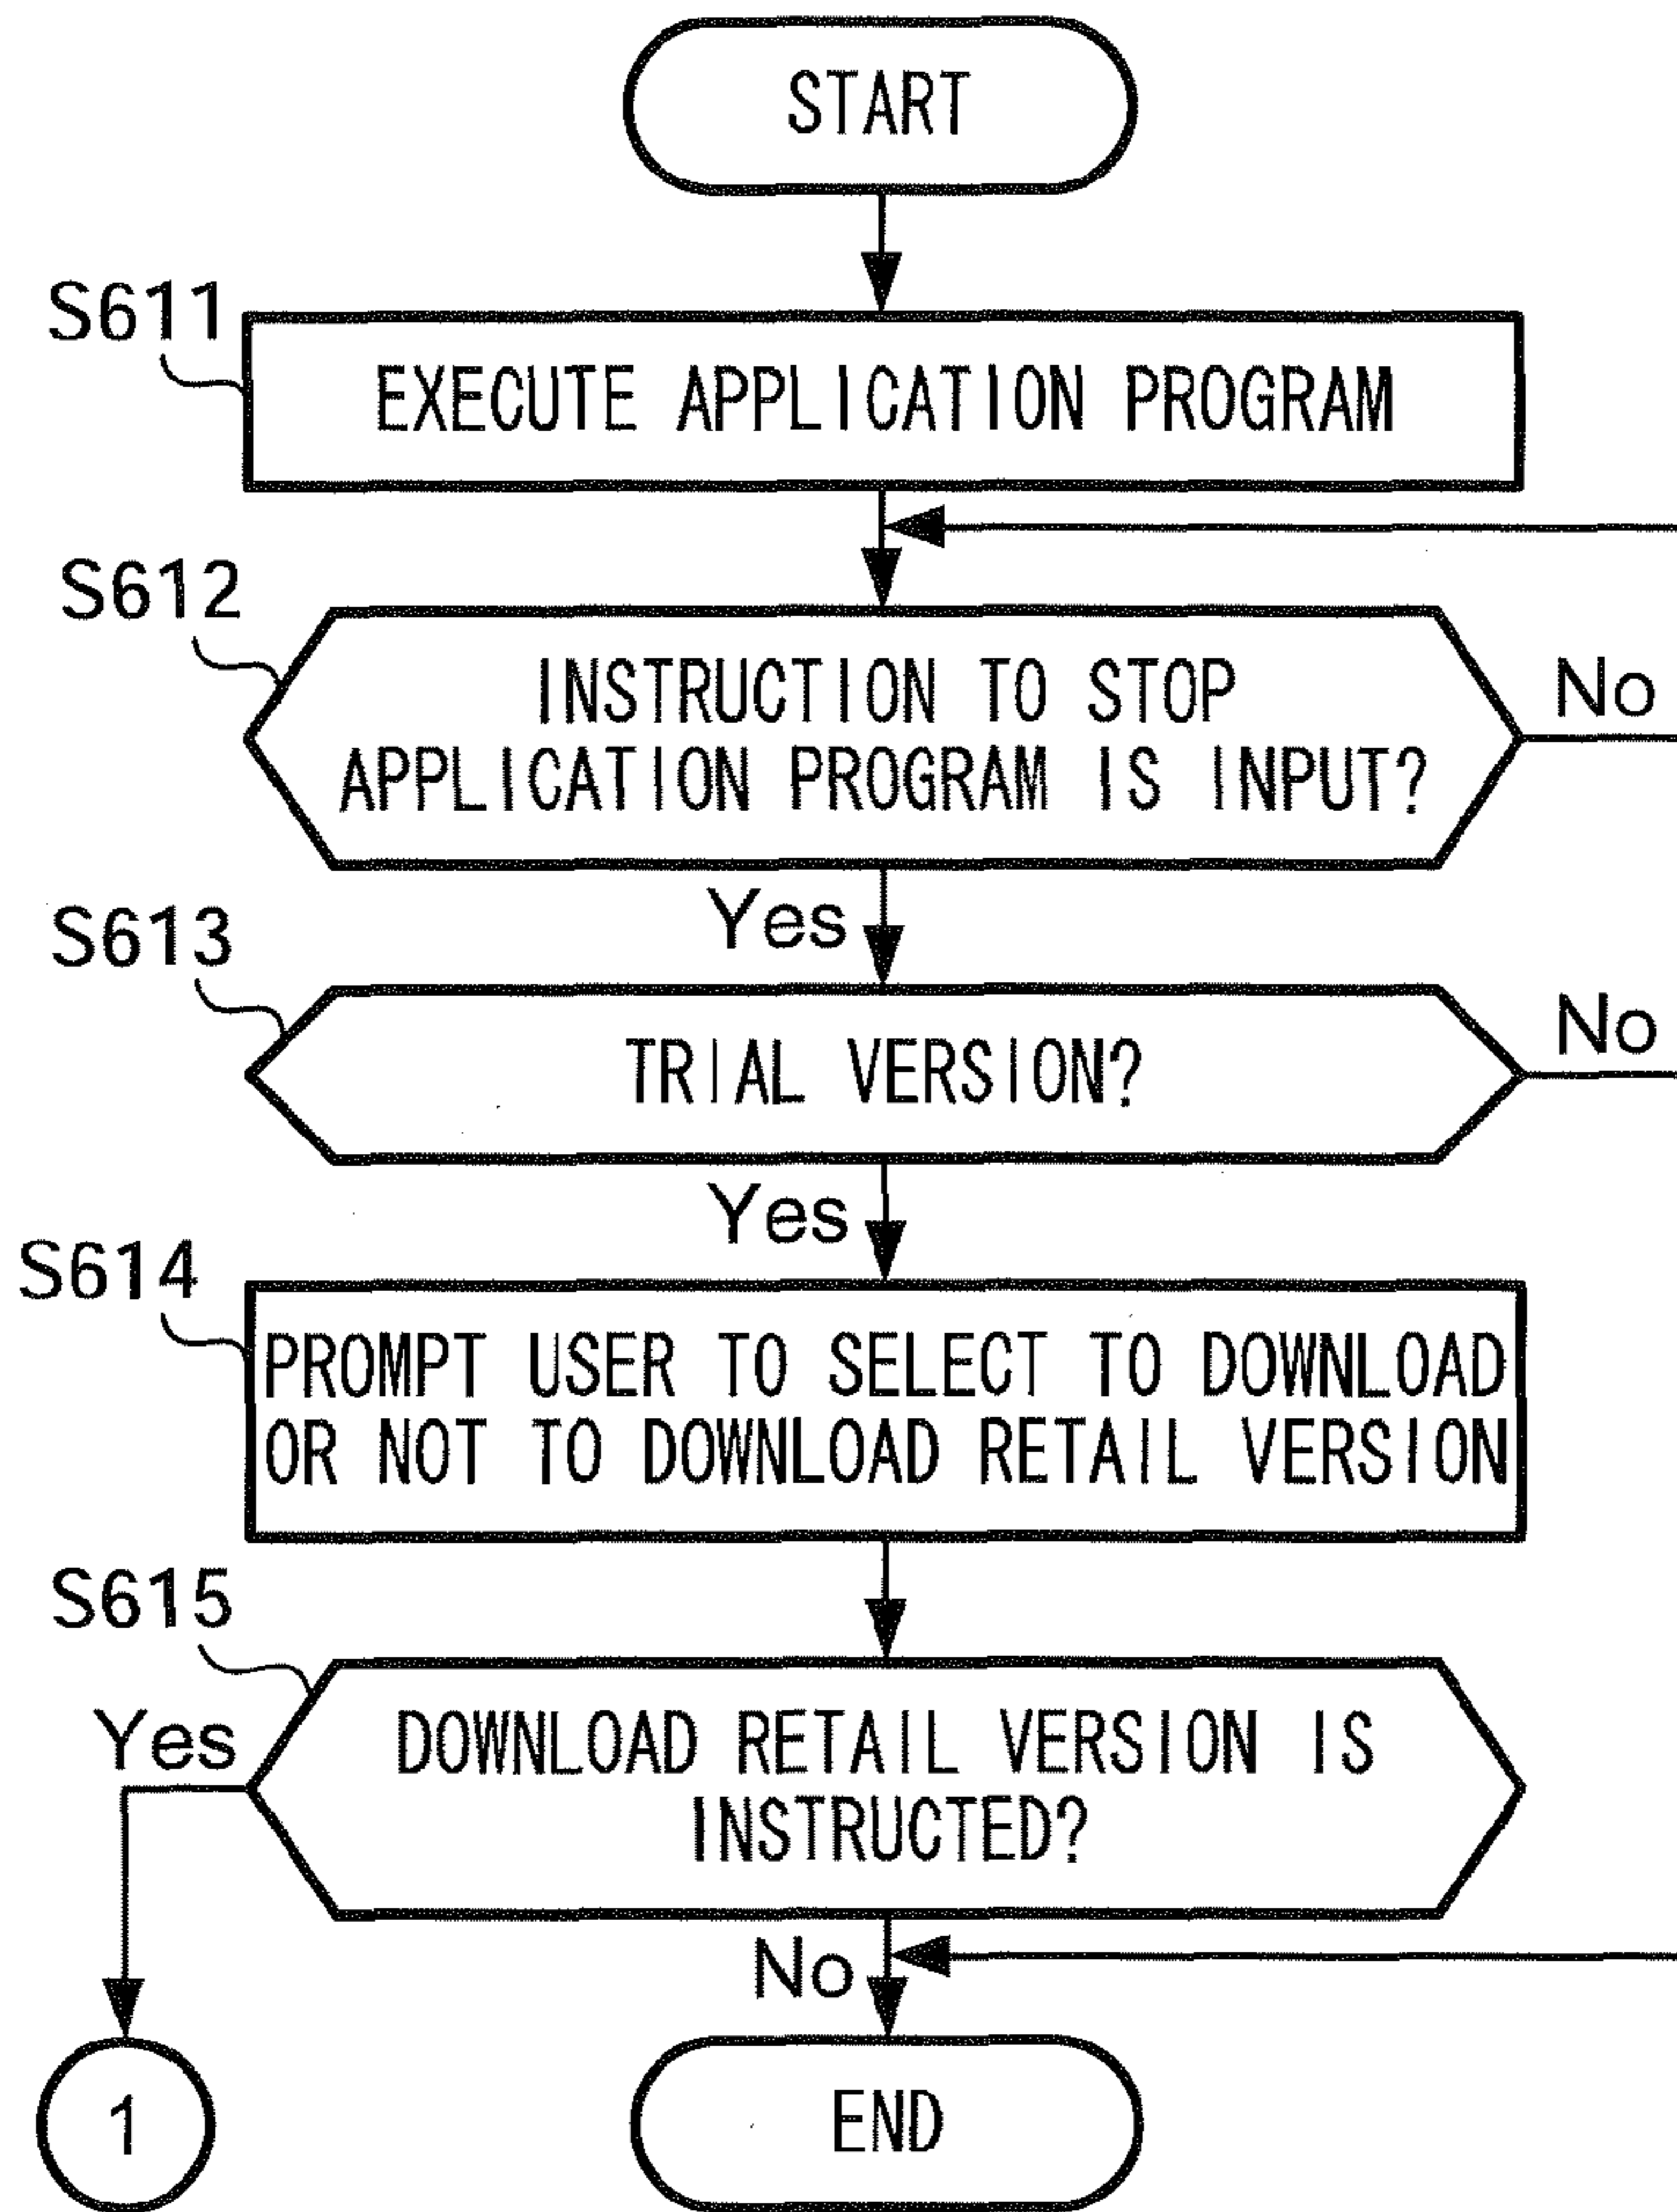 START
S611
EXECUTE APPLICATION PROGRAM
S612
INSTRUCTION TO STOP
APPLICATION PROGRAM IS INPUT?
No
Yes
S613
TRIAL VERSION?
No
Yes
S614
PROMPT USER TO SELECT TO DOWNLOAD
OR NOT TO DOWNLOAD RETAIL VERSION
S615
Yes
DOWNLOAD RETAIL VERSION IS
INSTRUCTED?
No
1
END